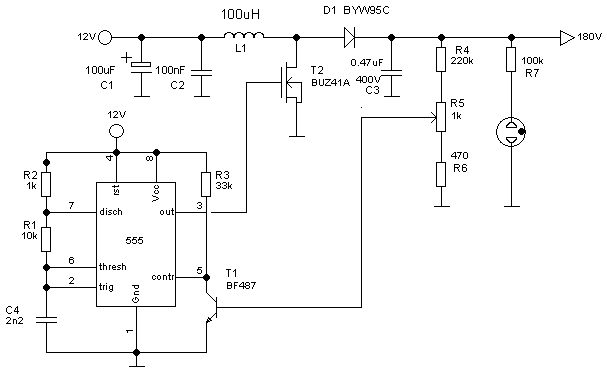 D1 BYW95C
100uH
12V
180V
L1
R4
220k
100k
R7
0.47uF
400V
C3
100uF
C1
100nF
C2
T2
BUZ41A
R5
1k
12V
470
R6
R2
1k
4
8
R3
33k
rst
Vcc
7
disch
out
3
R1
10k
555
6
thresh
contr
5
T1
BF487
2
trig
Gnd
C4
2n2
1